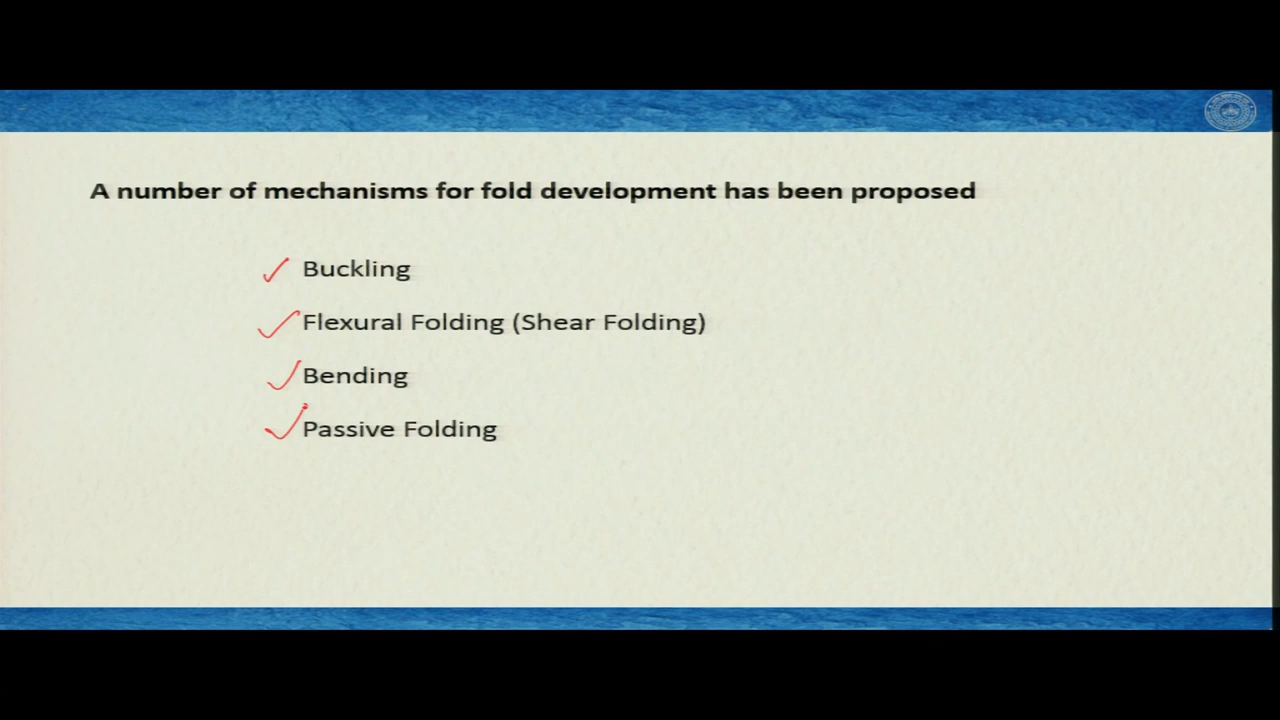 A number of mechanisms for fold development has been proposed
Buckling
Flexural Folding (Shear Folding)
Bending
Passive Folding